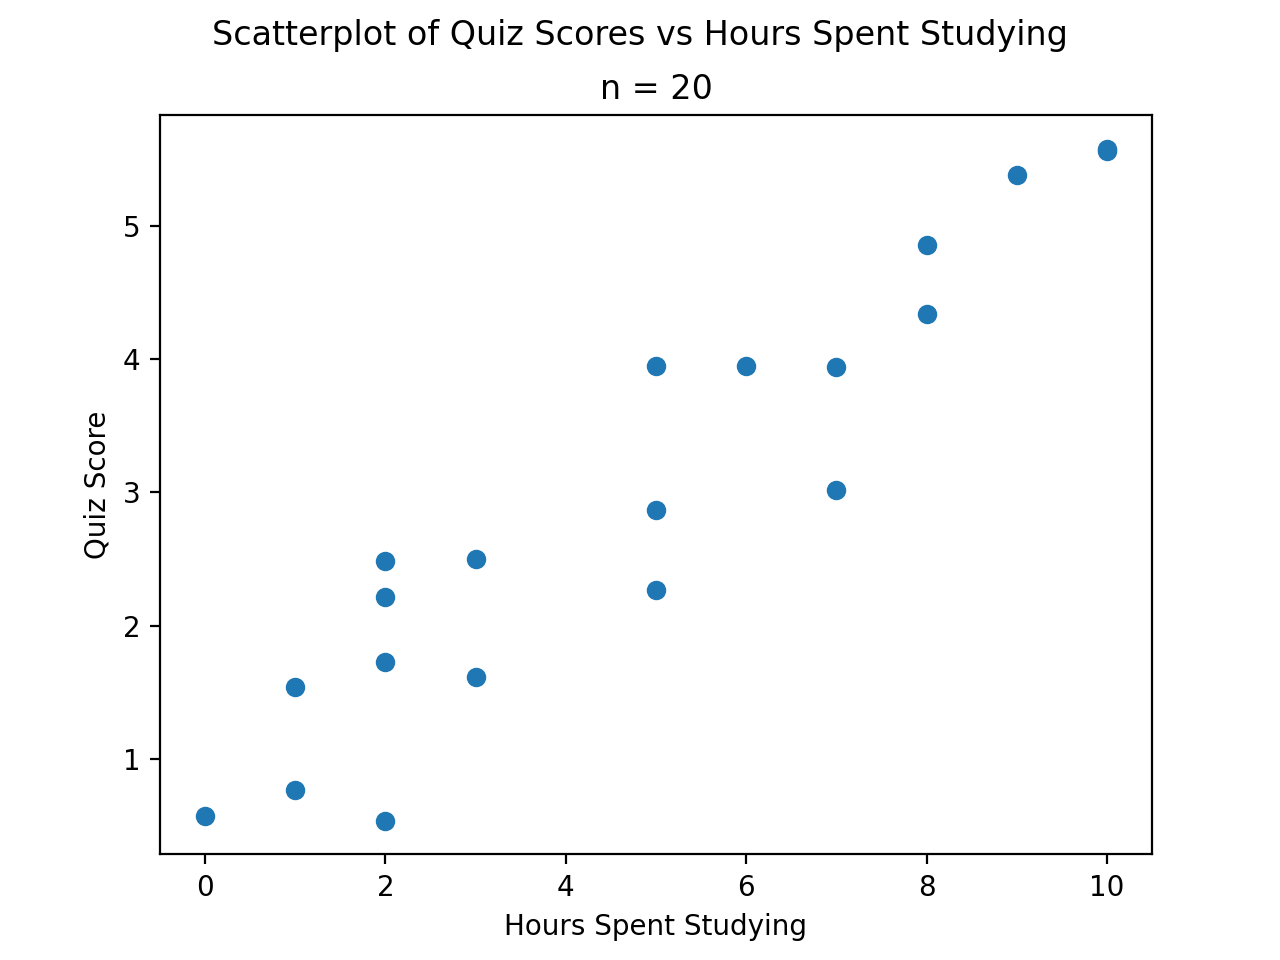 Scatterplot of Quiz Scores vs Hours Spent Studying
n = 20
Quiz Score
5
4
3
2
1
0 2 4 6 8 10
Hours Spent Studying